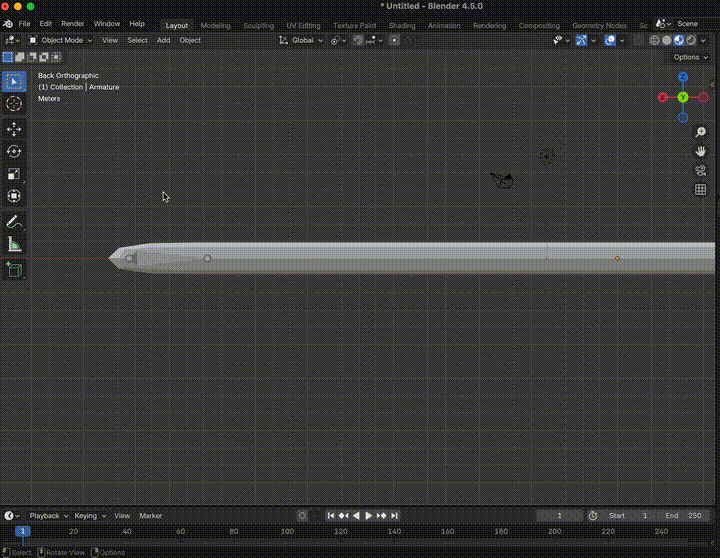 * Untitled - Blender 4.5.0
File Edit Render Window Help Layout Modeling Sculpting UV Editing Texture Paint Shading Animation Rendering Compositing Geometry Nodes Sc Scene
Object Mode View Select Add Object Global
Options
Back Orthographic
(1) Collection | Armature
Meters
Z
X Y
Playback Keying View Marker 1 Start 1 End 250
1 20 40 60 80 100 120 140 160 180 200 220 240
Select Rotate View Options